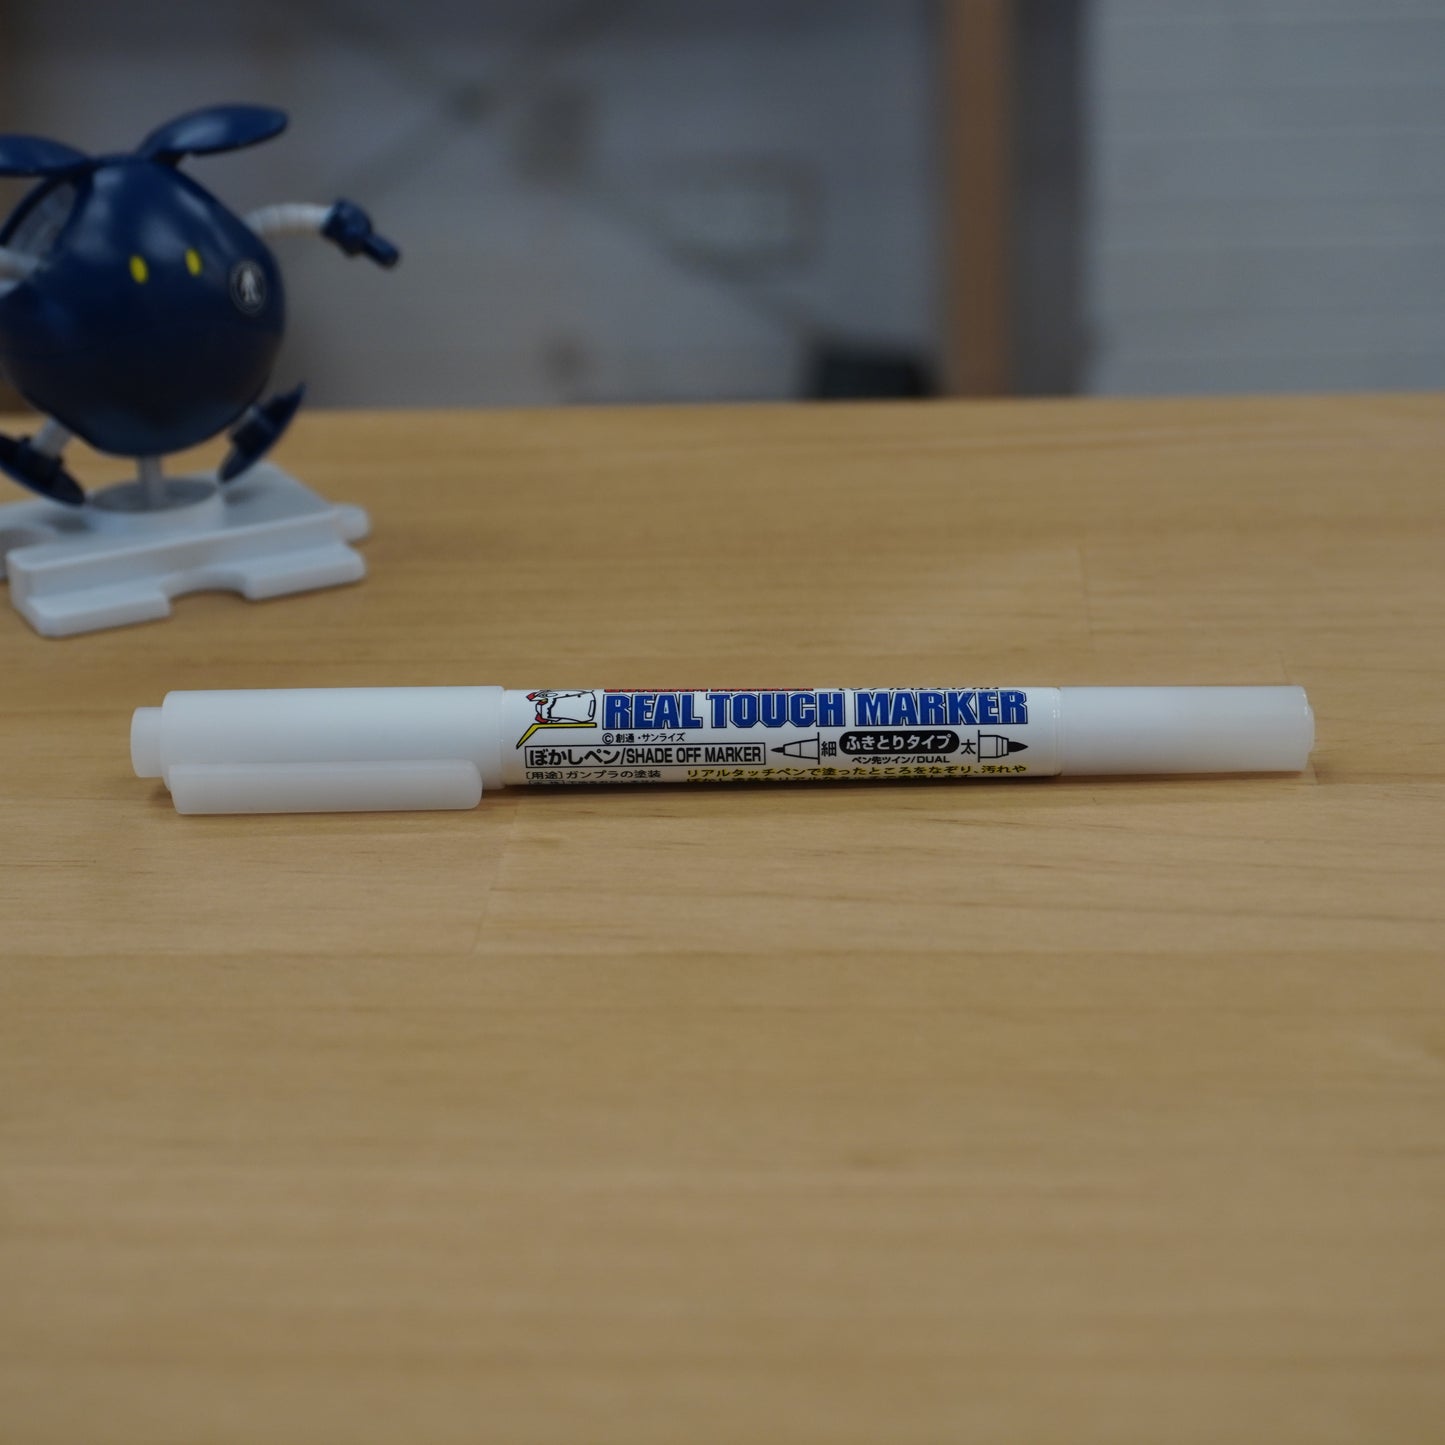 REAL TOUCH MARKER
©創通・サンライズ
ぼかしペン/SHADE OFF MARKER
細 ふきとりタイプ 太
ペン先ツイン/DUAL
[用途]ガンプラの塗装
リアルタッチペンで塗ったところをなぞり、汚れや